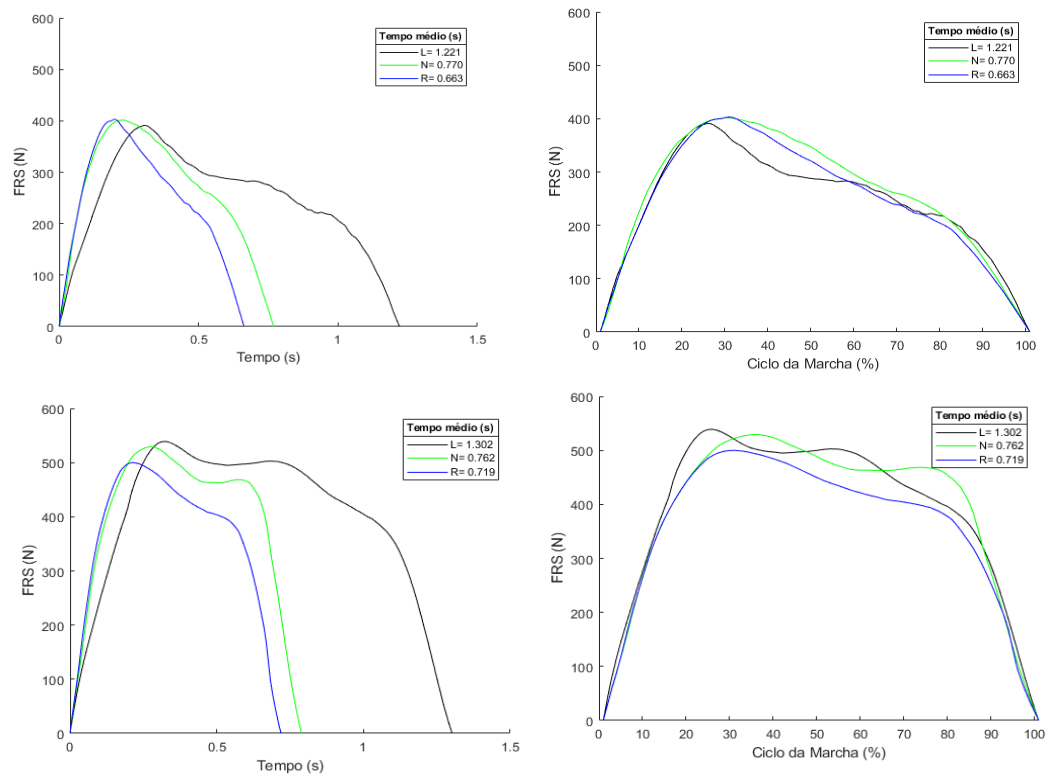 600
500
400
300
200
100
0
FRS (N)
0
0.5
1
1.5
Tempo (s)
Tempo médio (s)
L= 1.221
N= 0.770
R= 0.663
600
500
400
300
200
100
0
FRS (N)
0
10
20
30
40
50
60
70
80
90
100
Ciclo da Marcha (%)
Tempo médio (s)
L= 1.221
N= 0.770
R= 0.663
600
500
400
300
200
100
0
FRS (N)
0
0.5
1
1.5
Tempo (s)
Tempo médio (s)
L= 1.302
N= 0.762
R= 0.719
600
500
400
300
200
100
0
FRS (N)
0
10
20
30
40
50
60
70
80
90
100
Ciclo da Marcha (%)
Tempo médio (s)
L= 1.302
N= 0.762
R= 0.719